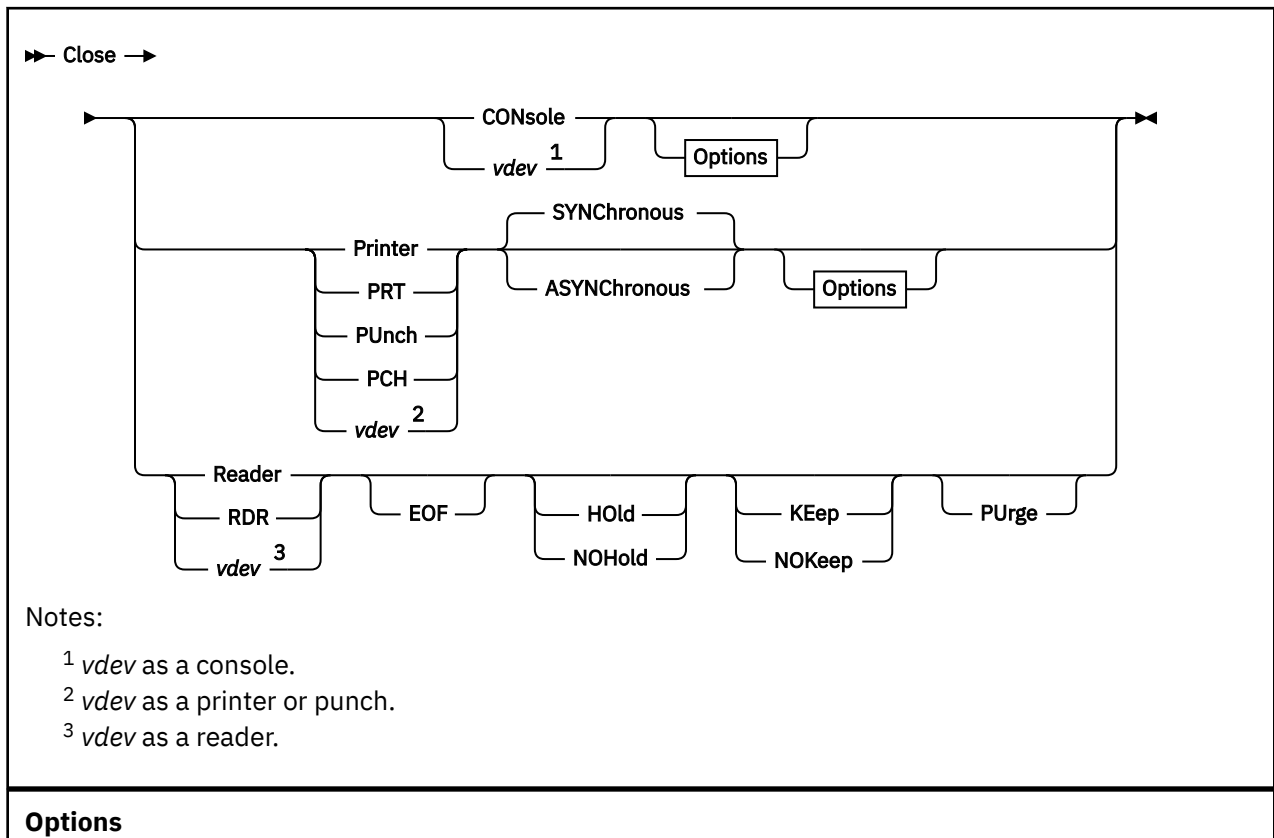 Close
CONsole
vdev 1
Options
SYNChronous
Printer
ASYNChronous
Options
PRT
PUnch
PCH
vdev 2
Reader
EOF
HOld
KEep
PUrge
RDR
NOHold
NOKeep
vdev 3
Notes:
1 vdev as a console.
2 vdev as a printer or punch.
3 vdev as a reader.
Options